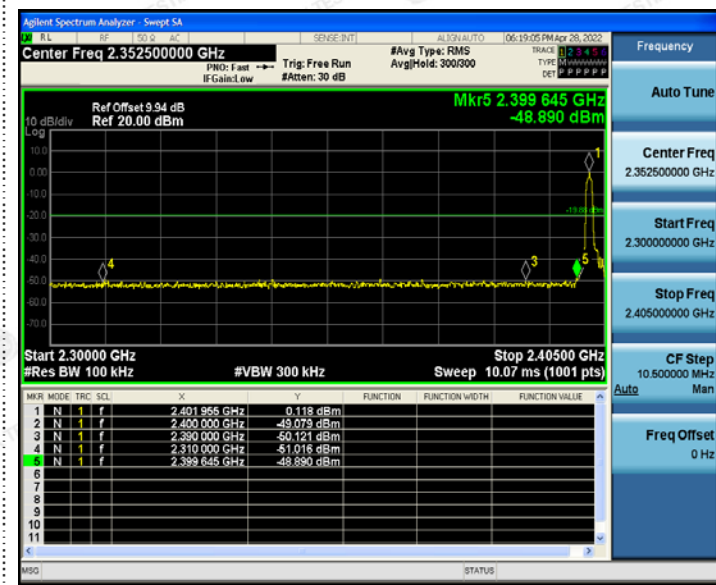 Agilent Spectrum Analyzer - Swept SA
RL RF 50 Ω AC SENSE:INT ALIGN AUTO 06:19:05 PM Apr 28, 2022
Center Freq 2.352500000 GHz
PNO: Fast
IFGain:Low
Trig: Free Run
#Atten: 30 dB
#Avg Type: RMS
Avg|Hold: 300/300
TRACE 1 2 3 4 5 6
TYPE M WWWWW
DET P P P P P P
Ref Offset 9.94 dB
10 dB/div Ref 20.00 dBm
Log
Mkr5 2.399 645 GHz
-48.890 dBm
10.0
0.00
-10.0
-20.0
-30.0
-40.0
-50.0
-60.0
-70.0
1
4
3
5
Start 2.30000 GHz Stop 2.40500 GHz
#Res BW 100 kHz #VBW 300 kHz Sweep 10.07 ms (1001 pts)
MKR MODE TRC SCL X Y FUNCTION FUNCTION WIDTH FUNCTION VALUE
1 N 1 f 2.401 955 GHz 0.118 dBm
2 N 1 f 2.400 000 GHz -49.079 dBm
3 N 1 f 2.390 000 GHz -50.121 dBm
4 N 1 f 2.310 000 GHz -51.016 dBm
5 N 1 f 2.399 645 GHz -48.890 dBm
6
7
8
9
10
11
MSG STATUS
Frequency
Auto Tune
Center Freq
2.352500000 GHz
Start Freq
2.300000000 GHz
Stop Freq
2.405000000 GHz
CF Step
10.500000 MHz
Auto Man
Freq Offset
0 Hz